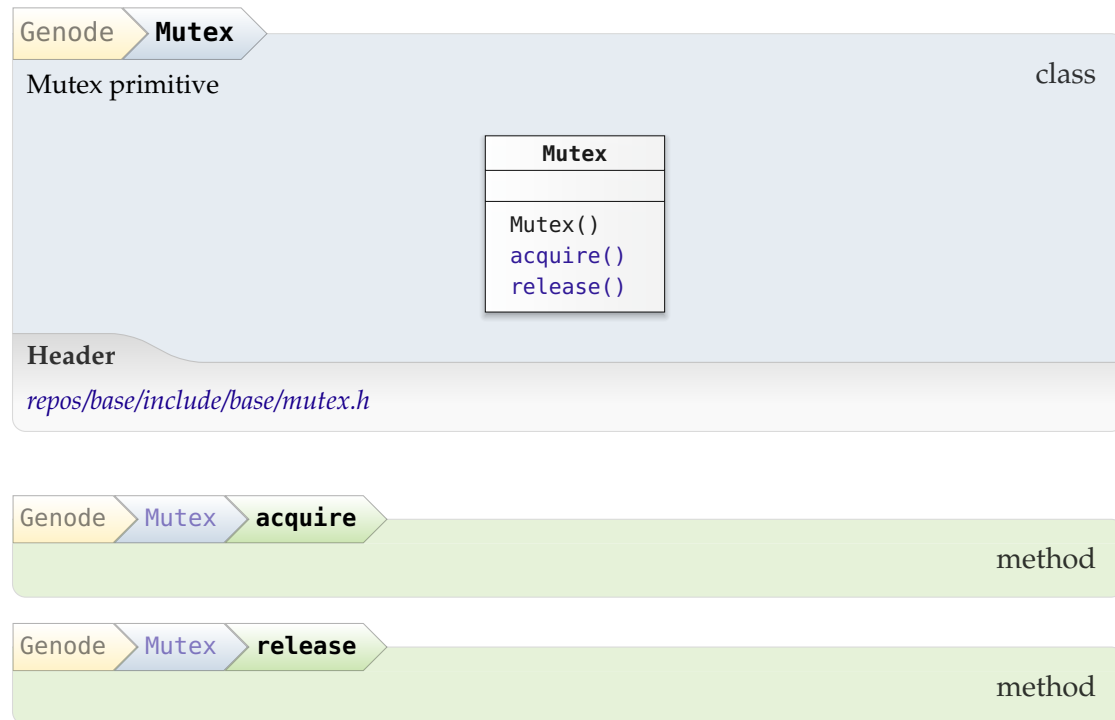 Genode Mutex
class
Mutex primitive
Mutex
Mutex()
acquire()
release()
Header
repos/base/include/base/mutex.h
Genode Mutex acquire
method
Genode Mutex release
method